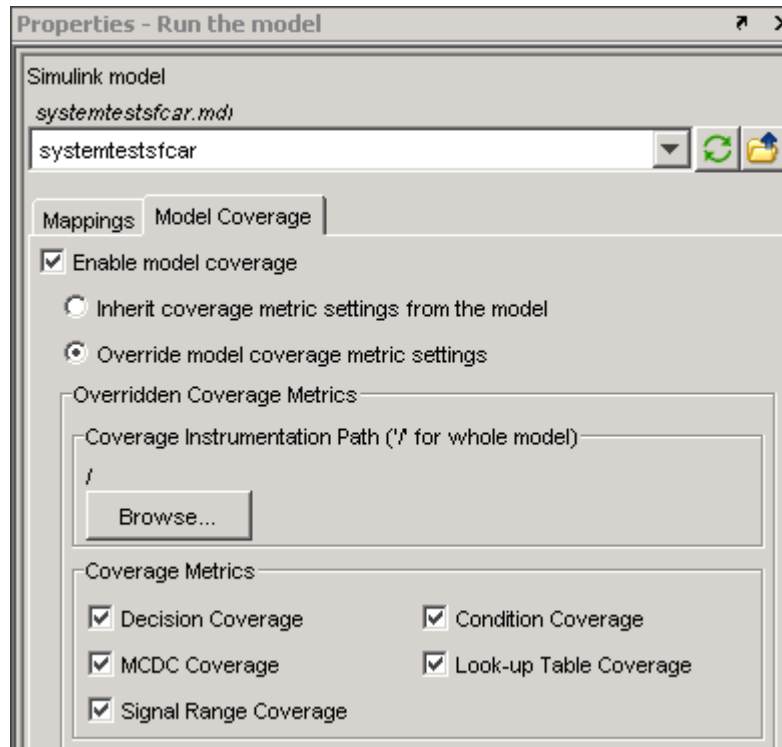 Properties - Run the model
Simulink model
systemtestsfcar.mdl
systemtestsfcar
Mappings Model Coverage
Enable model coverage
Inherit coverage metric settings from the model
Override model coverage metric settings
Overridden Coverage Metrics
Coverage Instrumentation Path ('/' for whole model)
/
Browse...
Coverage Metrics
Decision Coverage Condition Coverage
MCDC Coverage Look-up Table Coverage
Signal Range Coverage